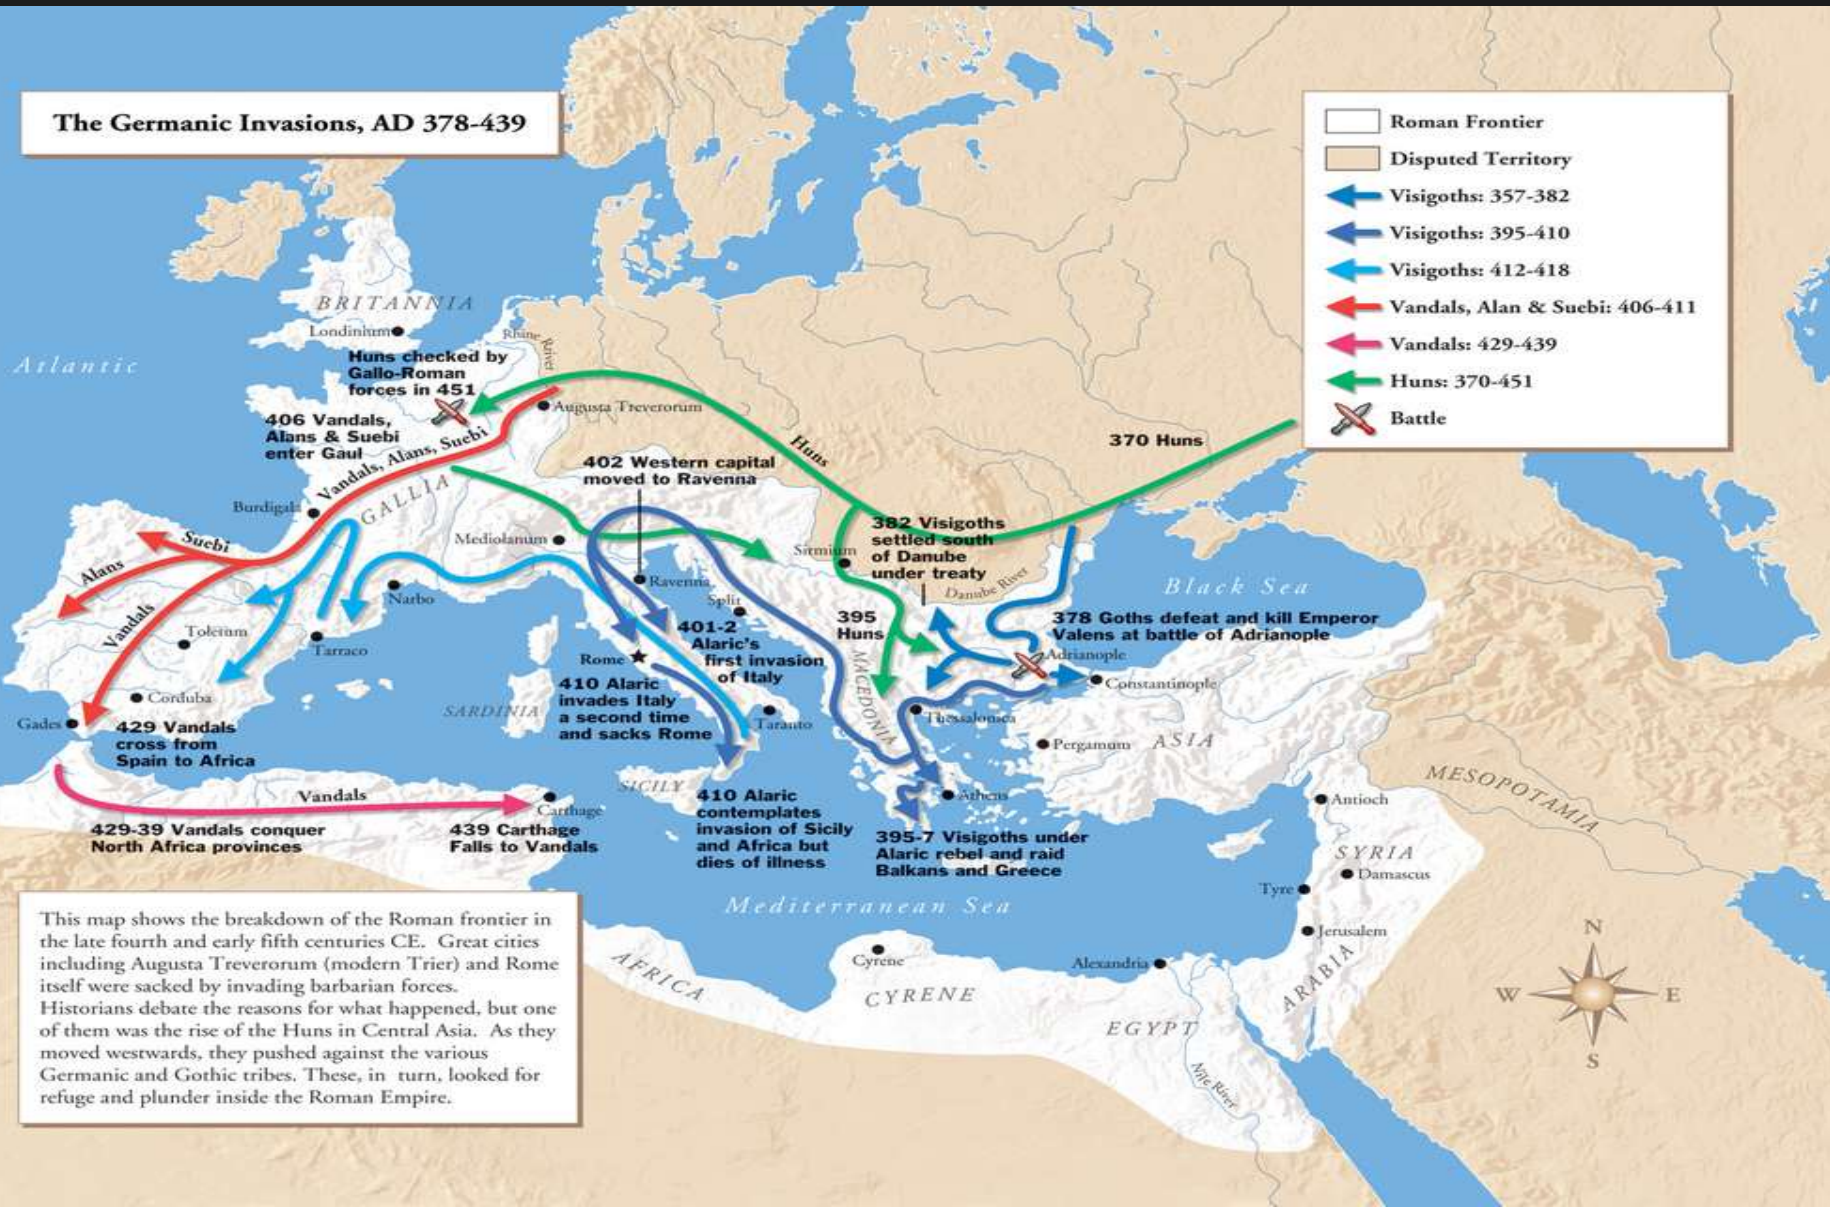 The Germanic Invasions, AD 378-439
Roman Frontier
Disputed Territory
Visigoths: 357-382
Visigoths: 395-410
Visigoths: 412-418
Vandals, Alan & Suebi: 406-411
Vandals: 429-439
Huns: 370-451
Battle
BRITANNIA
Londinium
Atlantic
Rhine
Rriver
Huns checked by
Gallo-Roman
forces in 451
Augusta Treverorum
406 Vandals,
Alans & Suebi
enter Gaul
Vandals, Alans, Suebi
GALLIA
Huns
370 Huns
402 Western capital
moved to Ravenna
Burdigala
Mediolanum
Suebi
Alans
Vandals
Narbo
Toletum
Tarraco
Corduba
Gades
429 Vandals
cross from
Spain to Africa
Sirmium
382 Visigoths
settled south
of Danube
under treaty
Danube River
Black Sea
Ravenna
Split
395
Huns
378 Goths defeat and kill Emperor
Valens at battle of Adrianople
Adrianople
Constantinople
401-2
Alaric's
first invasion
of Italy
Rome
410 Alaric
invades Italy
a second time
and sacks Rome
SARDINIA
Taranto
MACEDONIA
Thessalonica
Pergamum
ASIA
MESOPOTAMIA
SICILY
Athens
Antioch
Vandals
Carthage
429-39 Vandals conquer
North Africa provinces
439 Carthage
Falls to Vandals
410 Alaric
contemplates
invasion of Sicily
and Africa but
dies of illness
395-7 Visigoths under
Alaric rebel and raid
Balkans and Greece
SYRIA
Damascus
Tyre
Mediterranean Sea
Jerusalem
AFRICA
Cyrene
CYRENE
Alexandria
ARABIA
EGYPT
Nile River
N
W
E
S
This map shows the breakdown of the Roman frontier in
the late fourth and early fifth centuries CE. Great cities
including Augusta Treverorum (modern Trier) and Rome
itself were sacked by invading barbarian forces.
Historians debate the reasons for what happened, but one
of them was the rise of the Huns in Central Asia. As they
moved westwards, they pushed against the various
Germanic and Gothic tribes. These, in turn, looked for
refuge and plunder inside the Roman Empire.